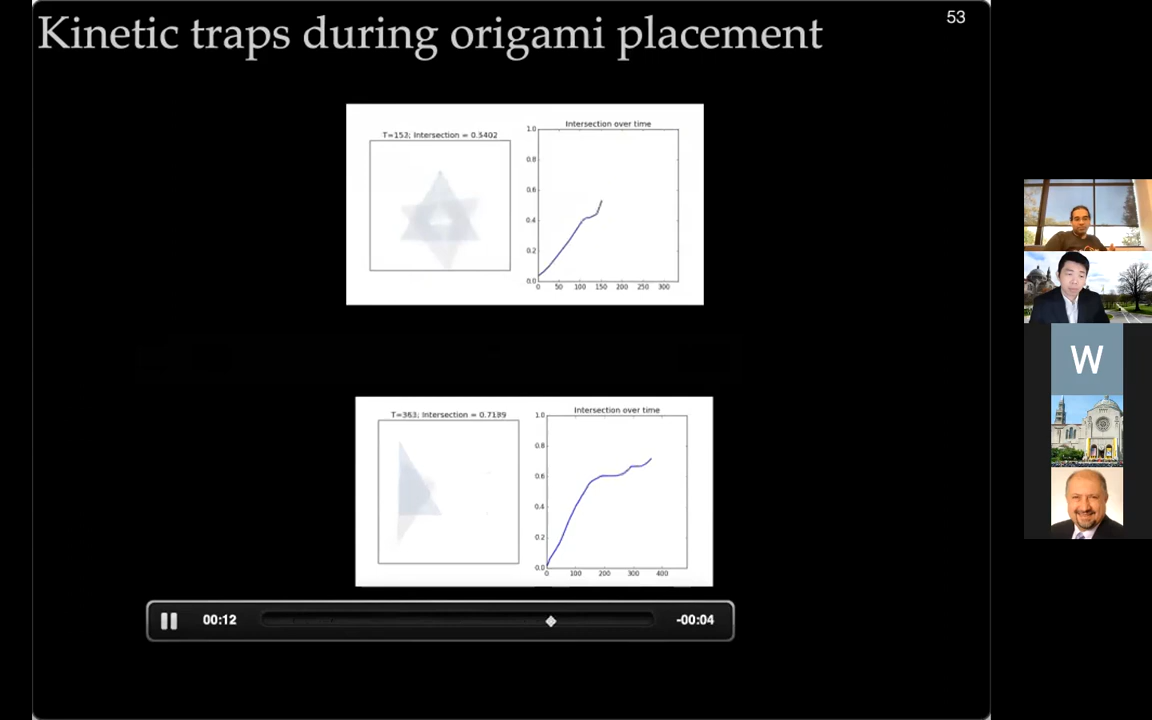 Kinetic traps during origami placement
53
T=153; Intersection = 0.5402
Intersection over time
1.0
0.8
0.6
0.4
0.2
0.0
0 50 100 150 200 250 300
W
T=363; Intersection = 0.7199
Intersection over time
1.0
0.8
0.6
0.4
0.2
0.0
0 100 200 300 400
00:12
-00:04